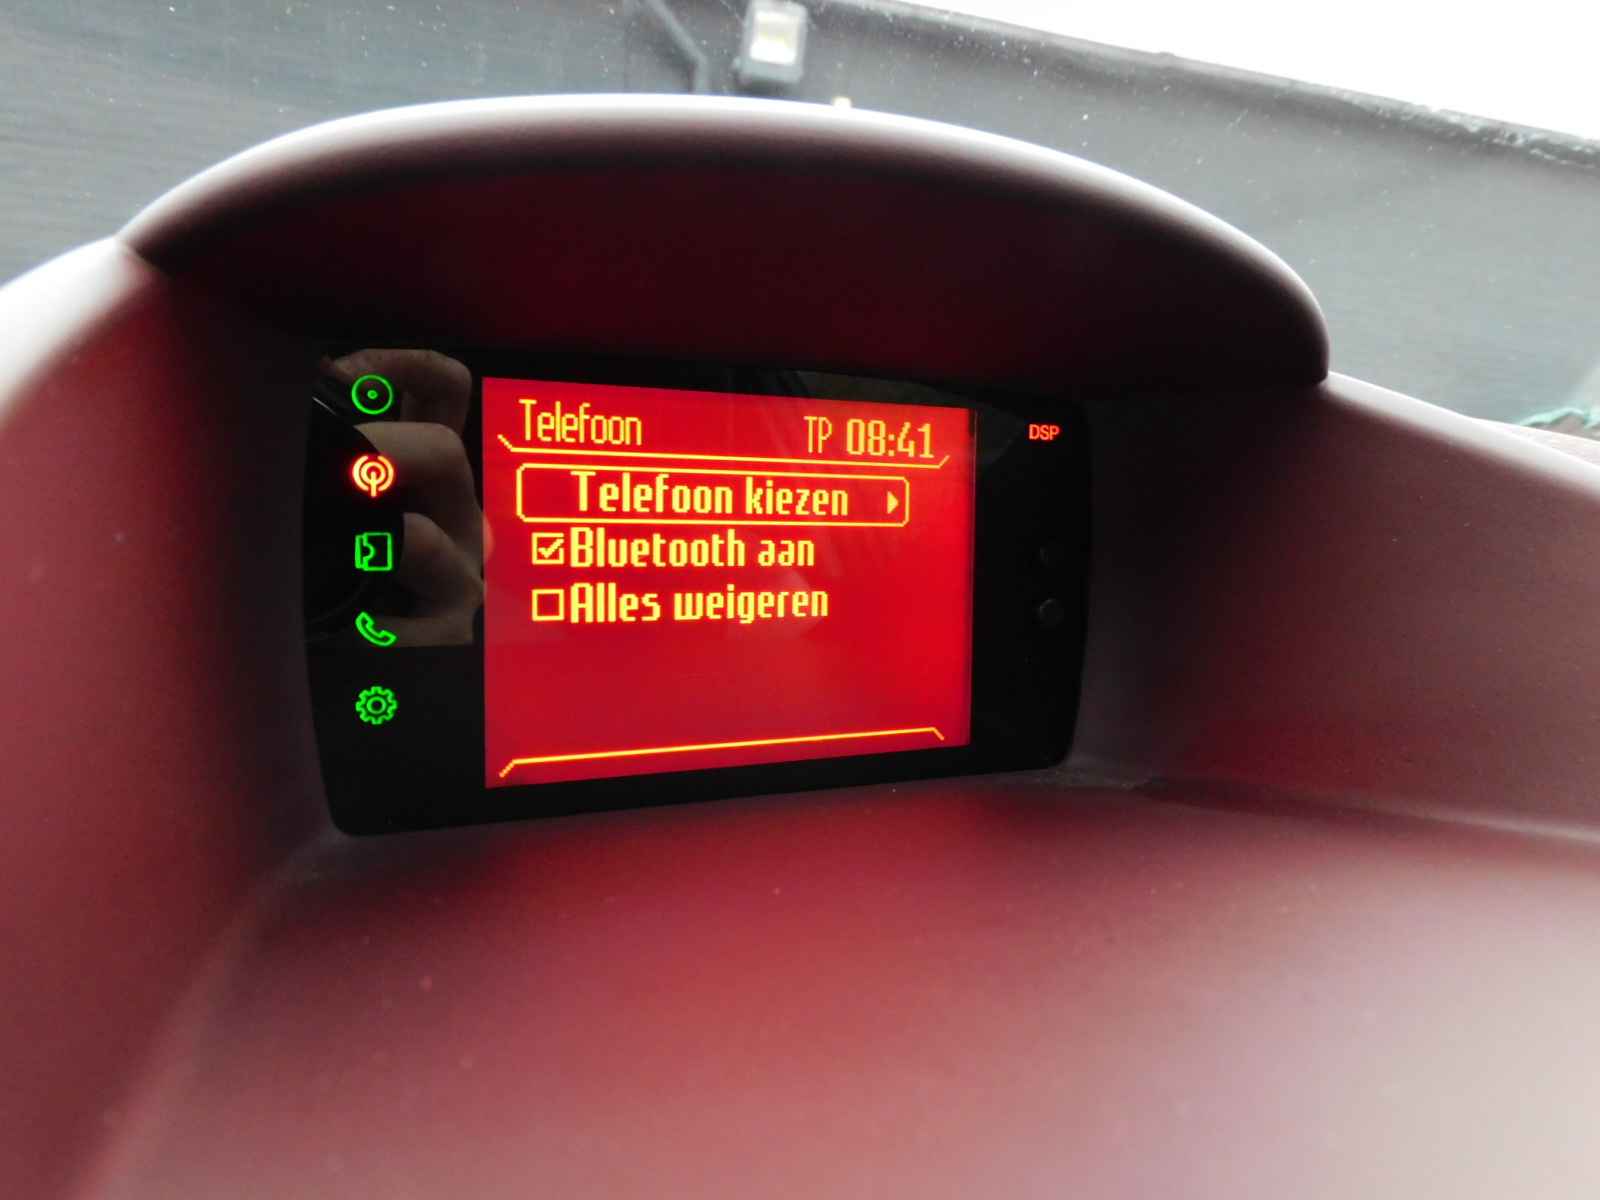 Telefoon TP 08:41
DSP
Telefoon kiezen
Bluetooth aan
Alles weigeren